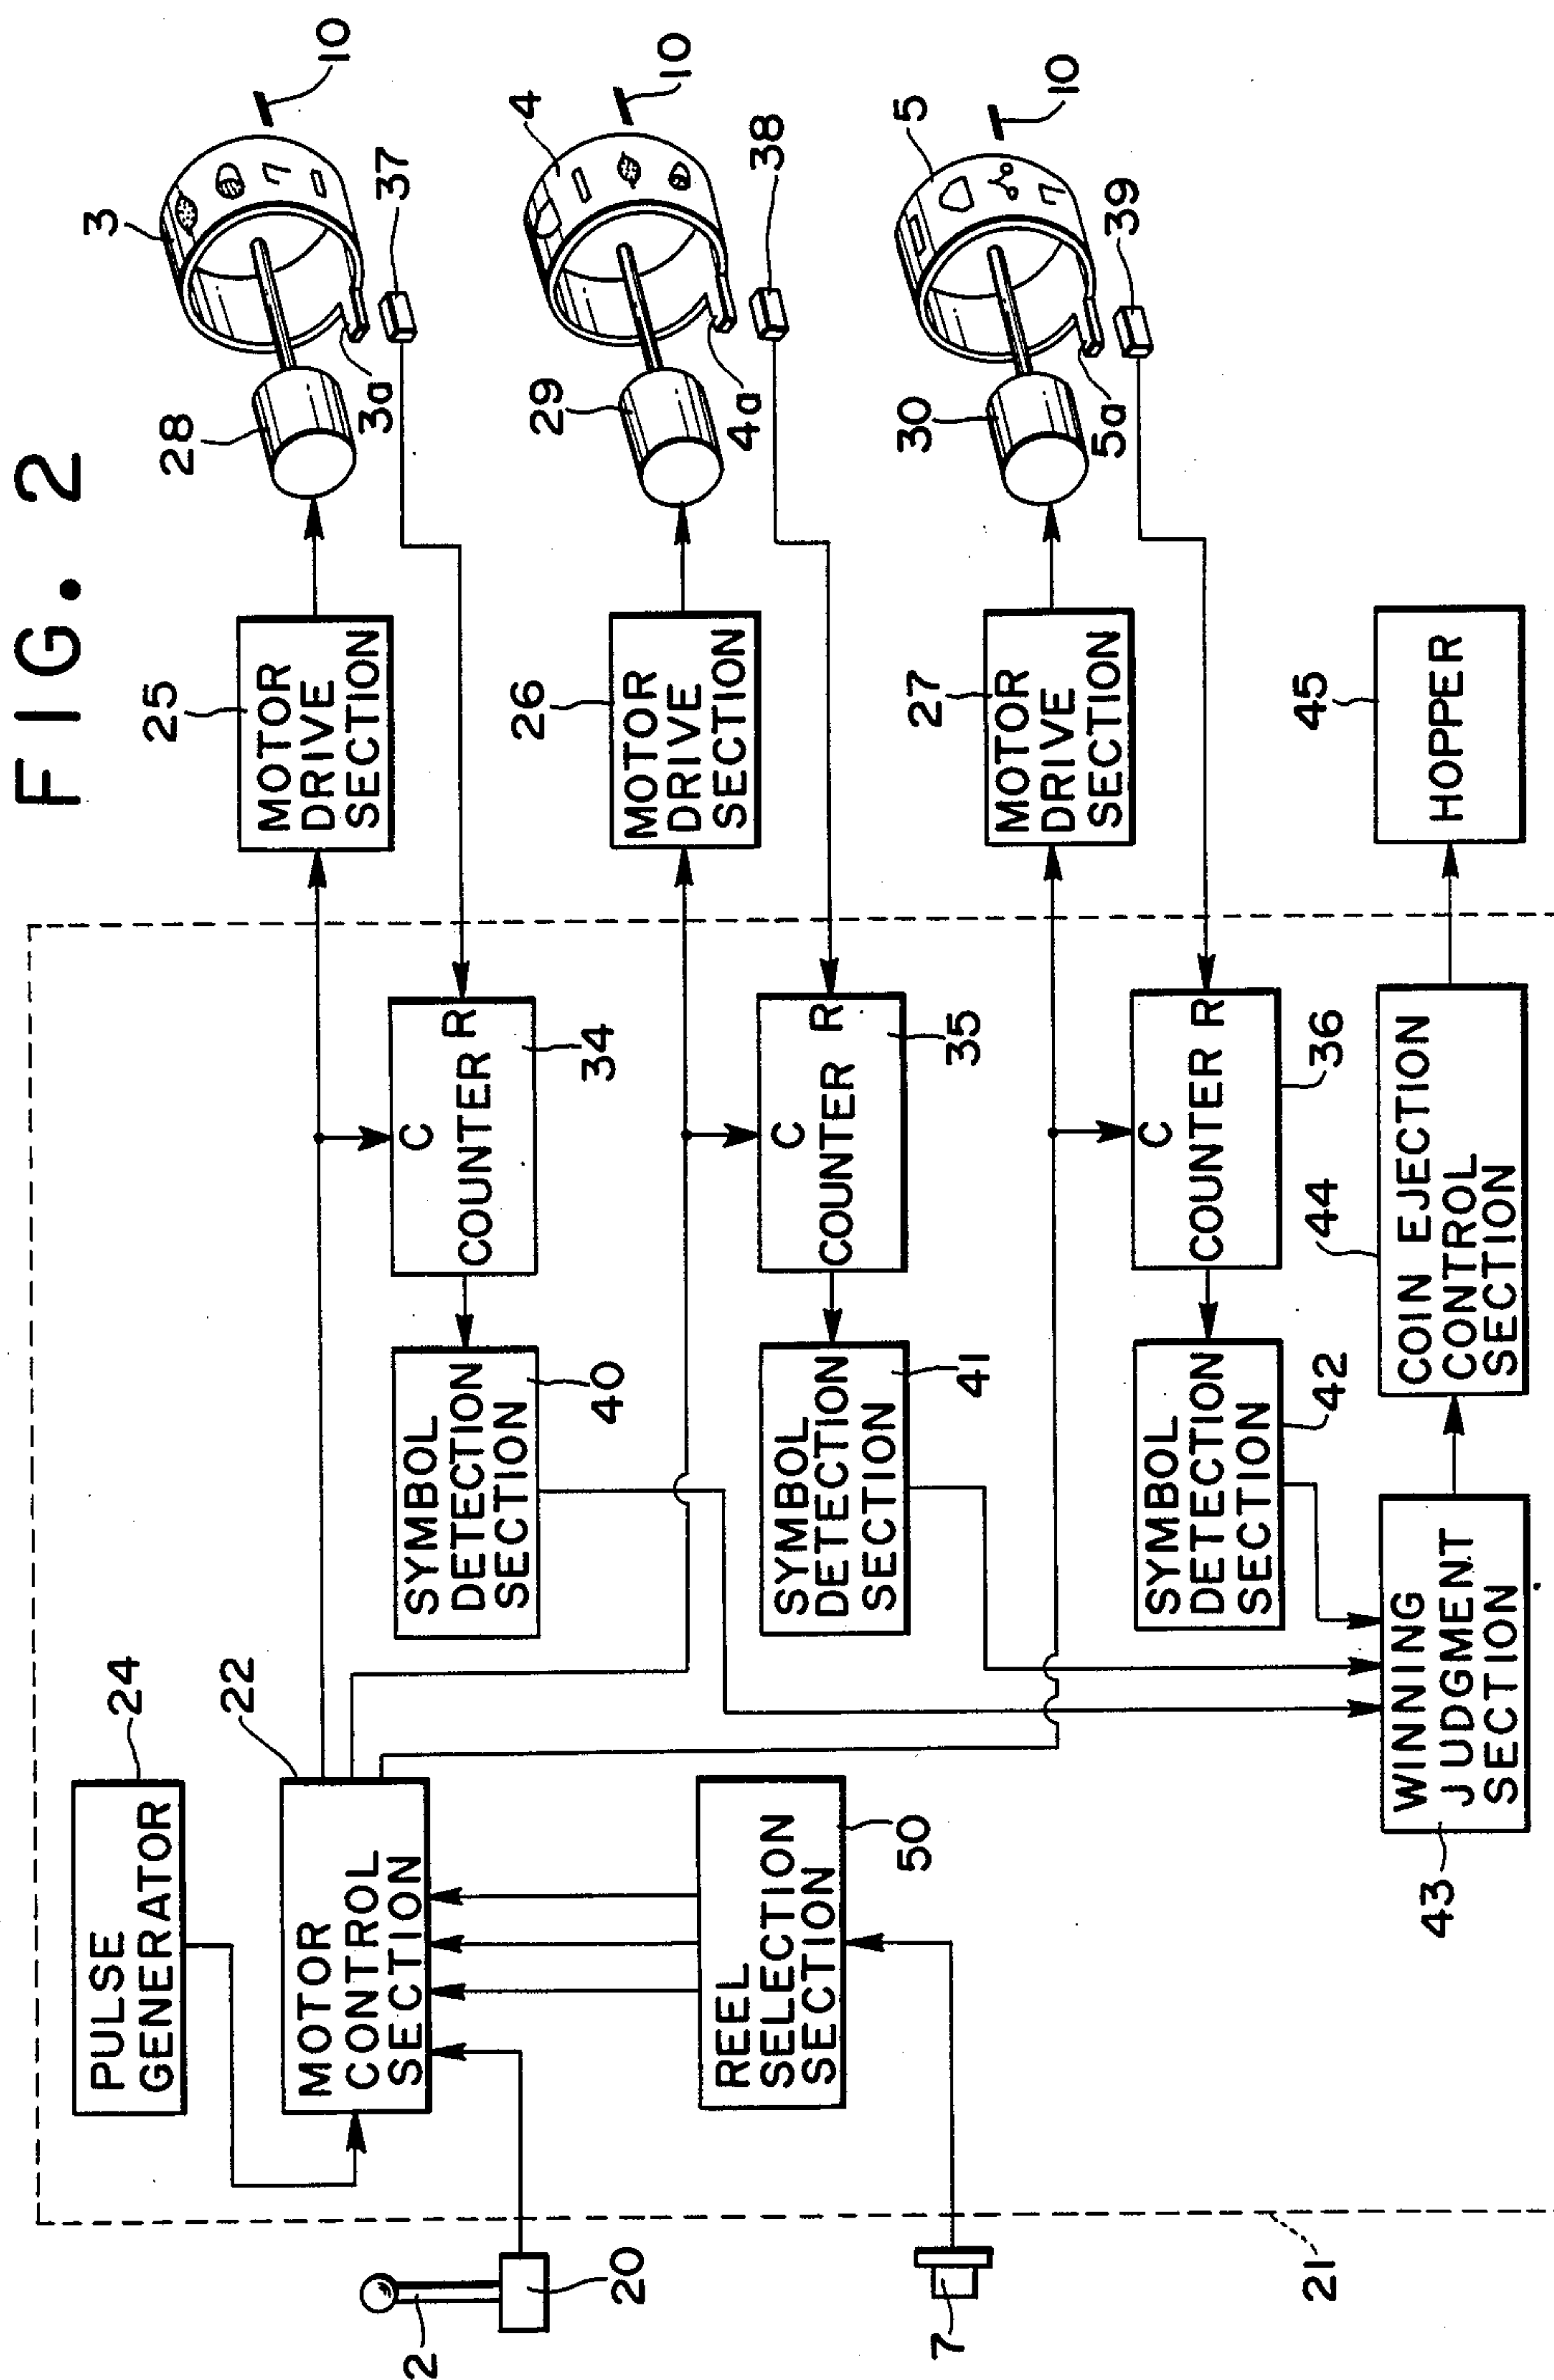 FIG. 2
3
10
28
3a
37
25
MOTOR
DRIVE
SECTION
4
10
29
4a
38
26
MOTOR
DRIVE
SECTION
5
10
30
5a
39
27
MOTOR
DRIVE
SECTION
45
HOPPER
C
R
COUNTER
34
C
R
COUNTER
35
C
R
COUNTER
36
SYMBOL
DETECTION
SECTION
40
SYMBOL
DETECTION
SECTION
41
SYMBOL
DETECTION
SECTION
42
44
COIN EJECTION
CONTROL
SECTION
WINNING
JUDGMENT
SECTION
43
24
PULSE
GENERATOR
22
MOTOR
CONTROL
SECTION
REEL
SELECTION
SECTION
50
2
20
7
21